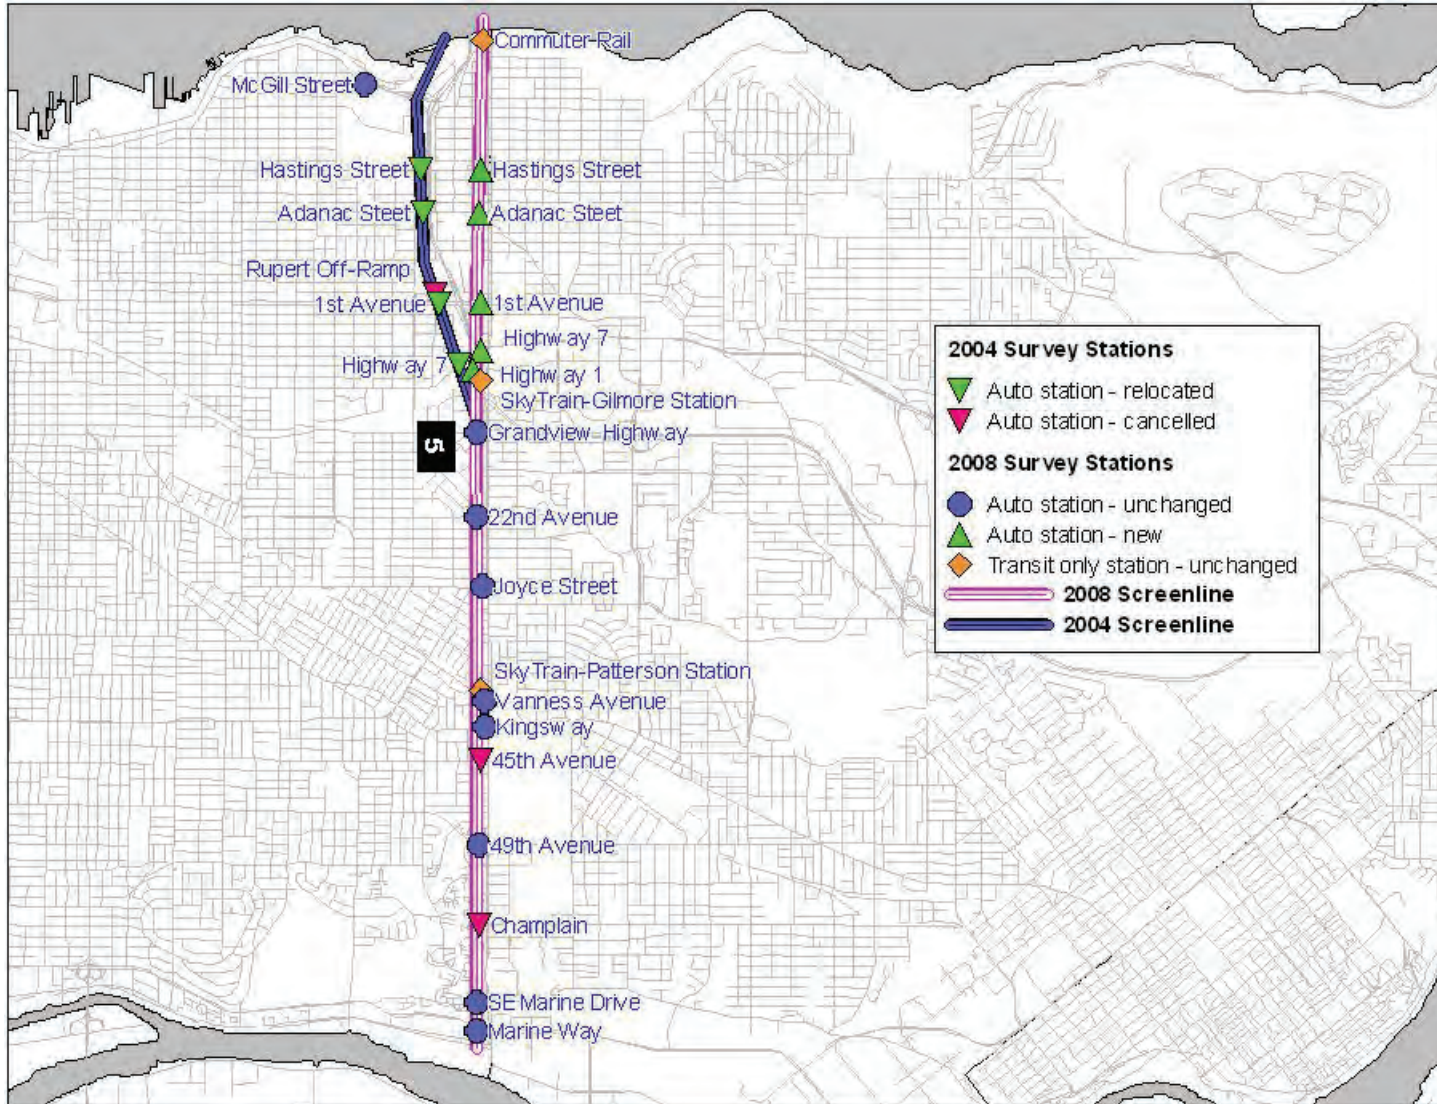 Commuter-Rail
McGill Street
Hastings Street
Hastings Street
Adanac Steet
Adanac Steet
Rupert Off-Ramp
1st Avenue
1st Avenue
Highway 7
Highway 7
Highway 1
SkyTrain-Gilmore Station
Grandview Highway
5
22nd Avenue
Joyce Street
SkyTrain-Patterson Station
Vanness Avenue
Kingsway
45th Avenue
49th Avenue
Champlain
SE Marine Drive
Marine Way
2004 Survey Stations
Auto station - relocated
Auto station - cancelled
2008 Survey Stations
Auto station - unchanged
Auto station - new
Transit only station - unchanged
2008 Screenline
2004 Screenline